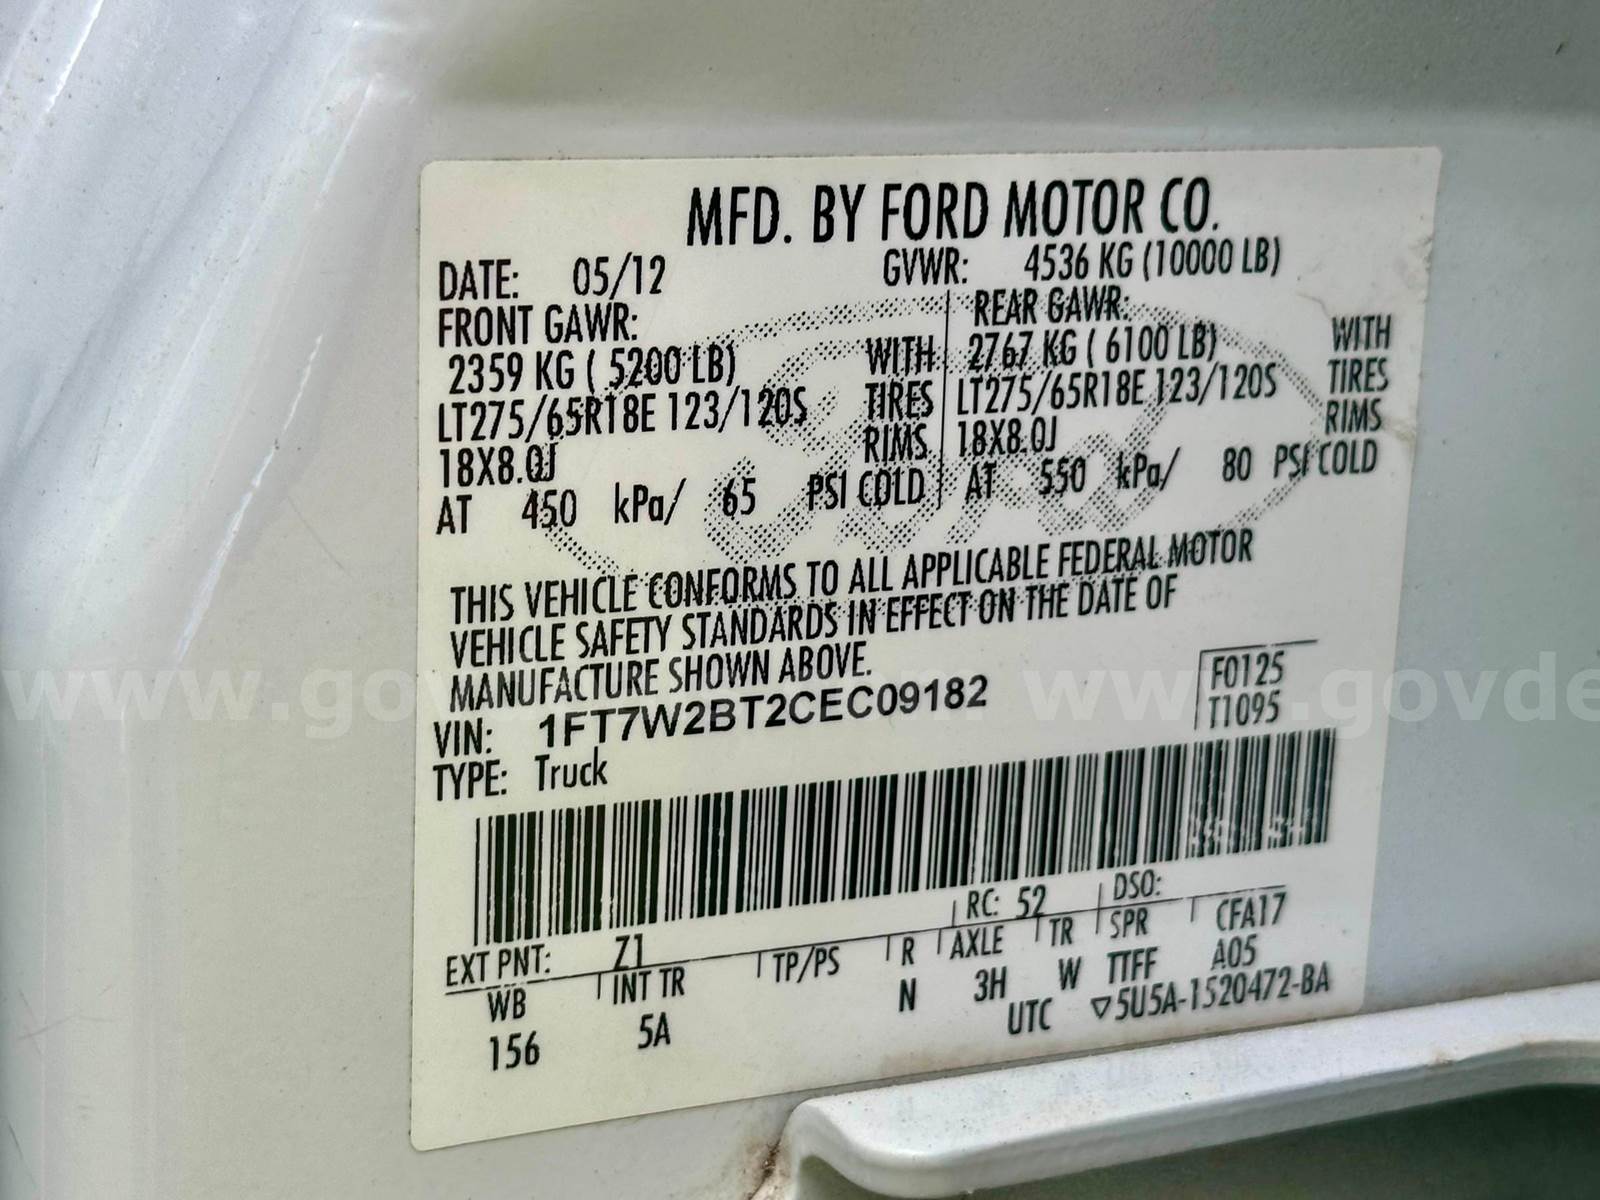 MFD. BY FORD MOTOR CO.
DATE: 05/12 GVWR: 4536 KG (10000 LB)
FRONT GAWR: REAR GAWR:
2359 KG ( 5200 LB) WITH 2767 KG ( 6100 LB) WITH
LT275/65R18E 123/120S TIRES LT275/65R18E 123/120S TIRES
18X8.0J RIMS 18X8.0J RIMS
AT 450 kPa/ 65 PSI COLD AT 550 kPa/ 80 PSI COLD
Ford
THIS VEHICLE CONFORMS TO ALL APPLICABLE FEDERAL MOTOR
VEHICLE SAFETY STANDARDS IN EFFECT ON THE DATE OF
MANUFACTURE SHOWN ABOVE.
VIN: 1FT7W2BT2CEC09182 F0125
TYPE: Truck T1095
EXT PNT: Z1 RC: 52 DSO:
WB INT TR TP/PS R AXLE TR SPR CFA17
156 5A N 3H W TTFF A05
UTC ▽5U5A-1520472-BA
www.gov
www.govde